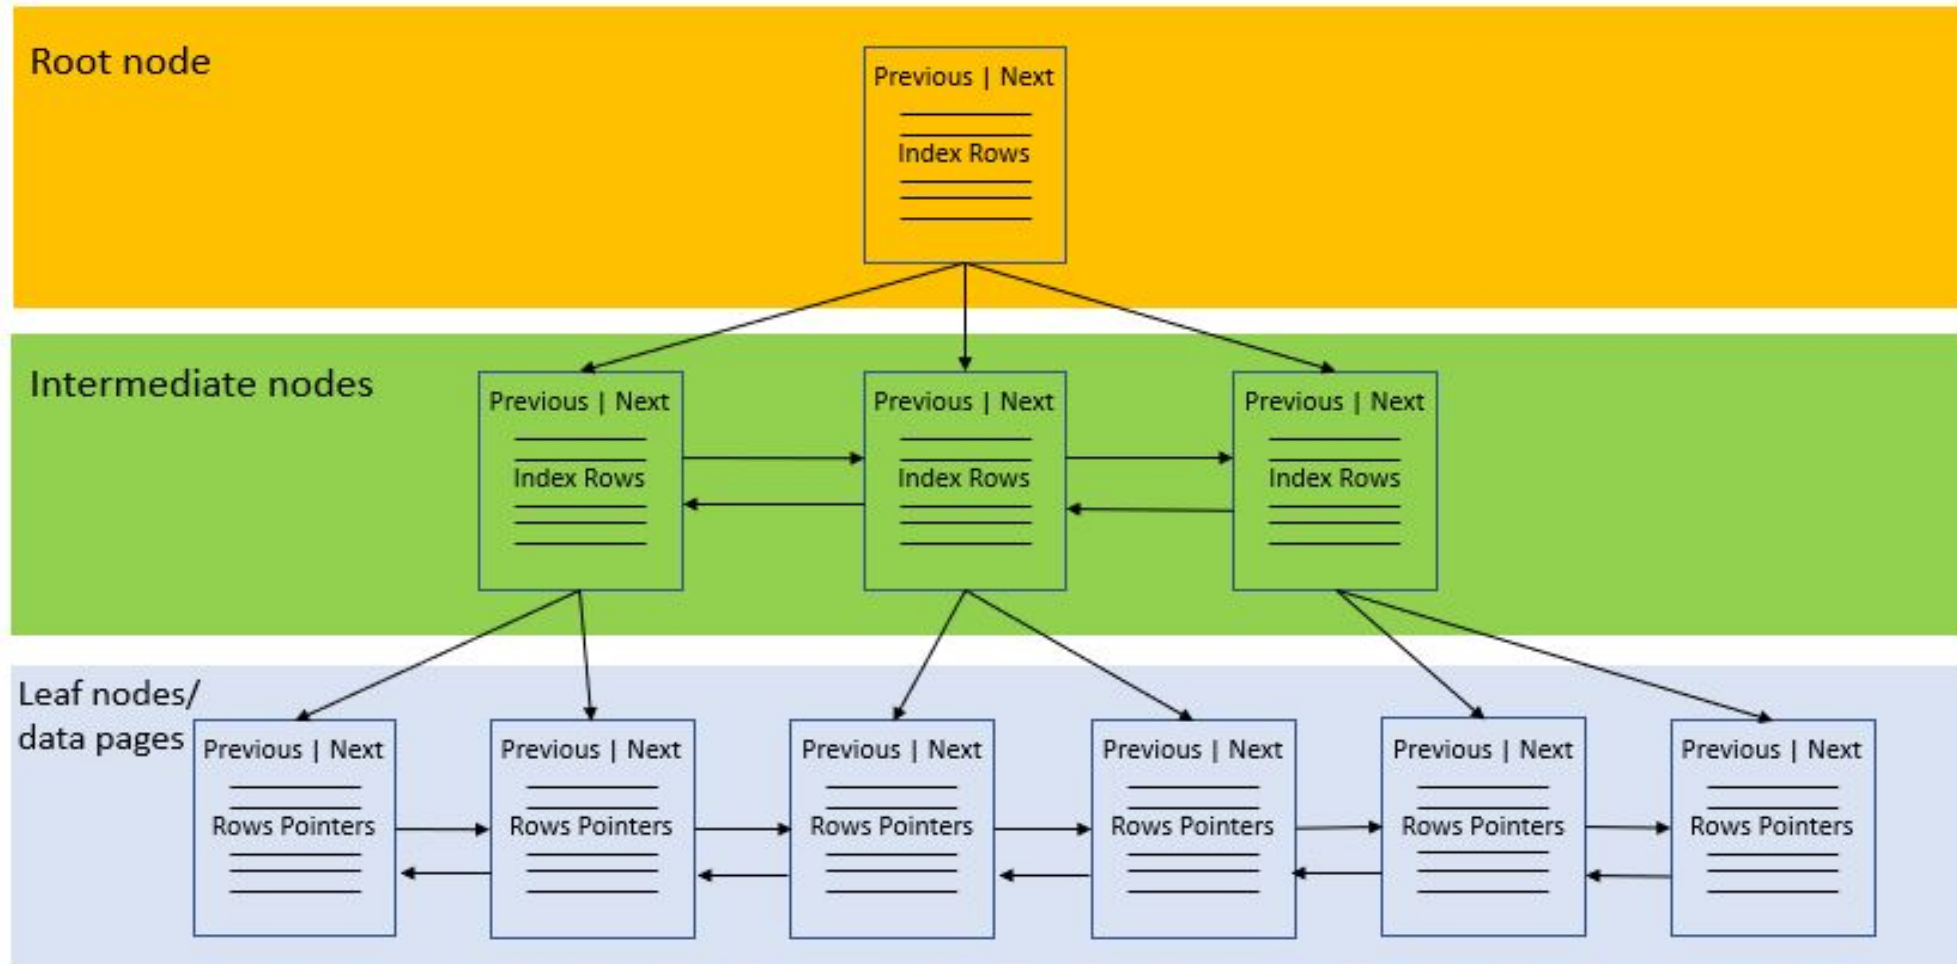 Root node
Previous | Next
Index Rows
Intermediate nodes
Previous | Next
Index Rows
Previous | Next
Index Rows
Previous | Next
Index Rows
Leaf nodes/
data pages
Previous | Next
Rows Pointers
Previous | Next
Rows Pointers
Previous | Next
Rows Pointers
Previous | Next
Rows Pointers
Previous | Next
Rows Pointers
Previous | Next
Rows Pointers